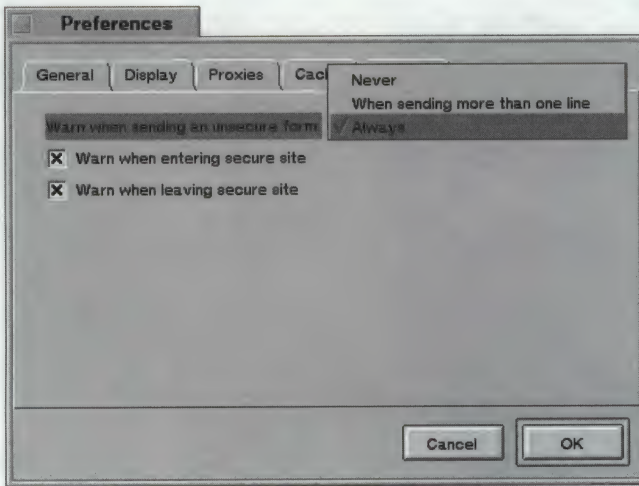 Preferences
General Display Proxies
Never
When sending more than one line
Always
Warn when sending an unsecure form
Warn when entering secure site
Warn when leaving secure site
Cancel OK